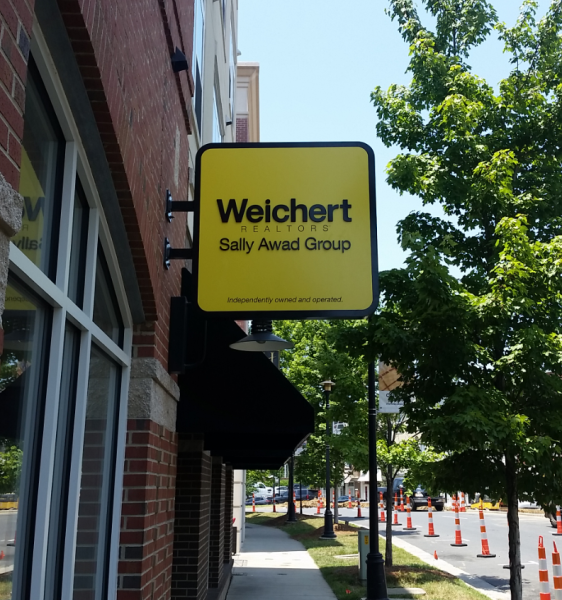 Weichert
REALTORS
Sally Awad Group
Independently owned and operated.